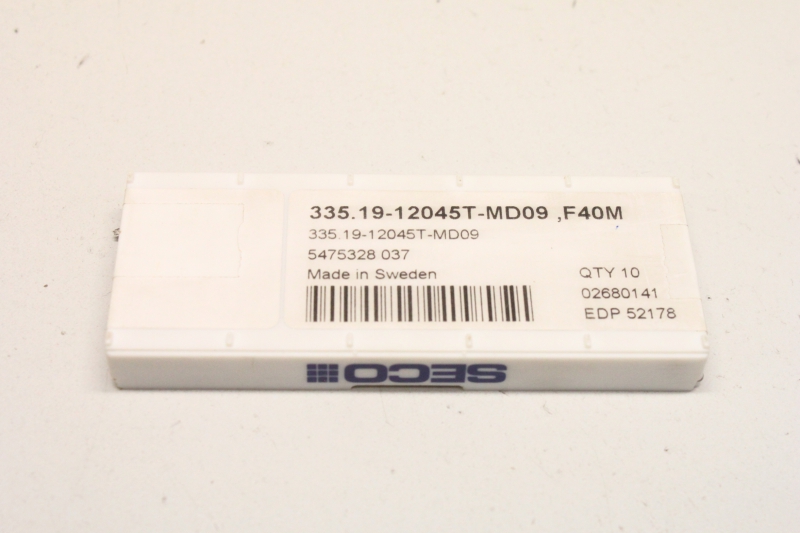 335.19-12045T-MD09 ,F40M
335.19-12045T-MD09
5475328 037
Made in Sweden
QTY 10
02680141
EDP 52178
SECO